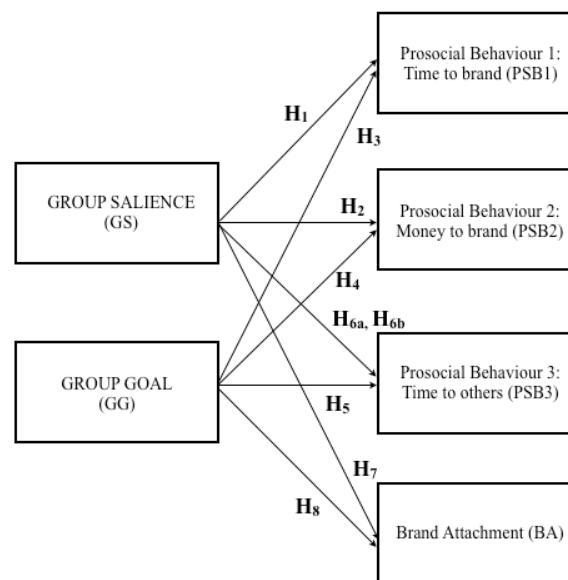 Prosocial Behaviour 1:
Time to brand (PSB1)
H1
H3
GROUP SALIENCE
(GS)
H2
Prosocial Behaviour 2:
Money to brand (PSB2)
H4
H6a, H6b
Prosocial Behaviour 3:
Time to others (PSB3)
GROUP GOAL
(GG)
H5
H7
H8
Brand Attachment (BA)